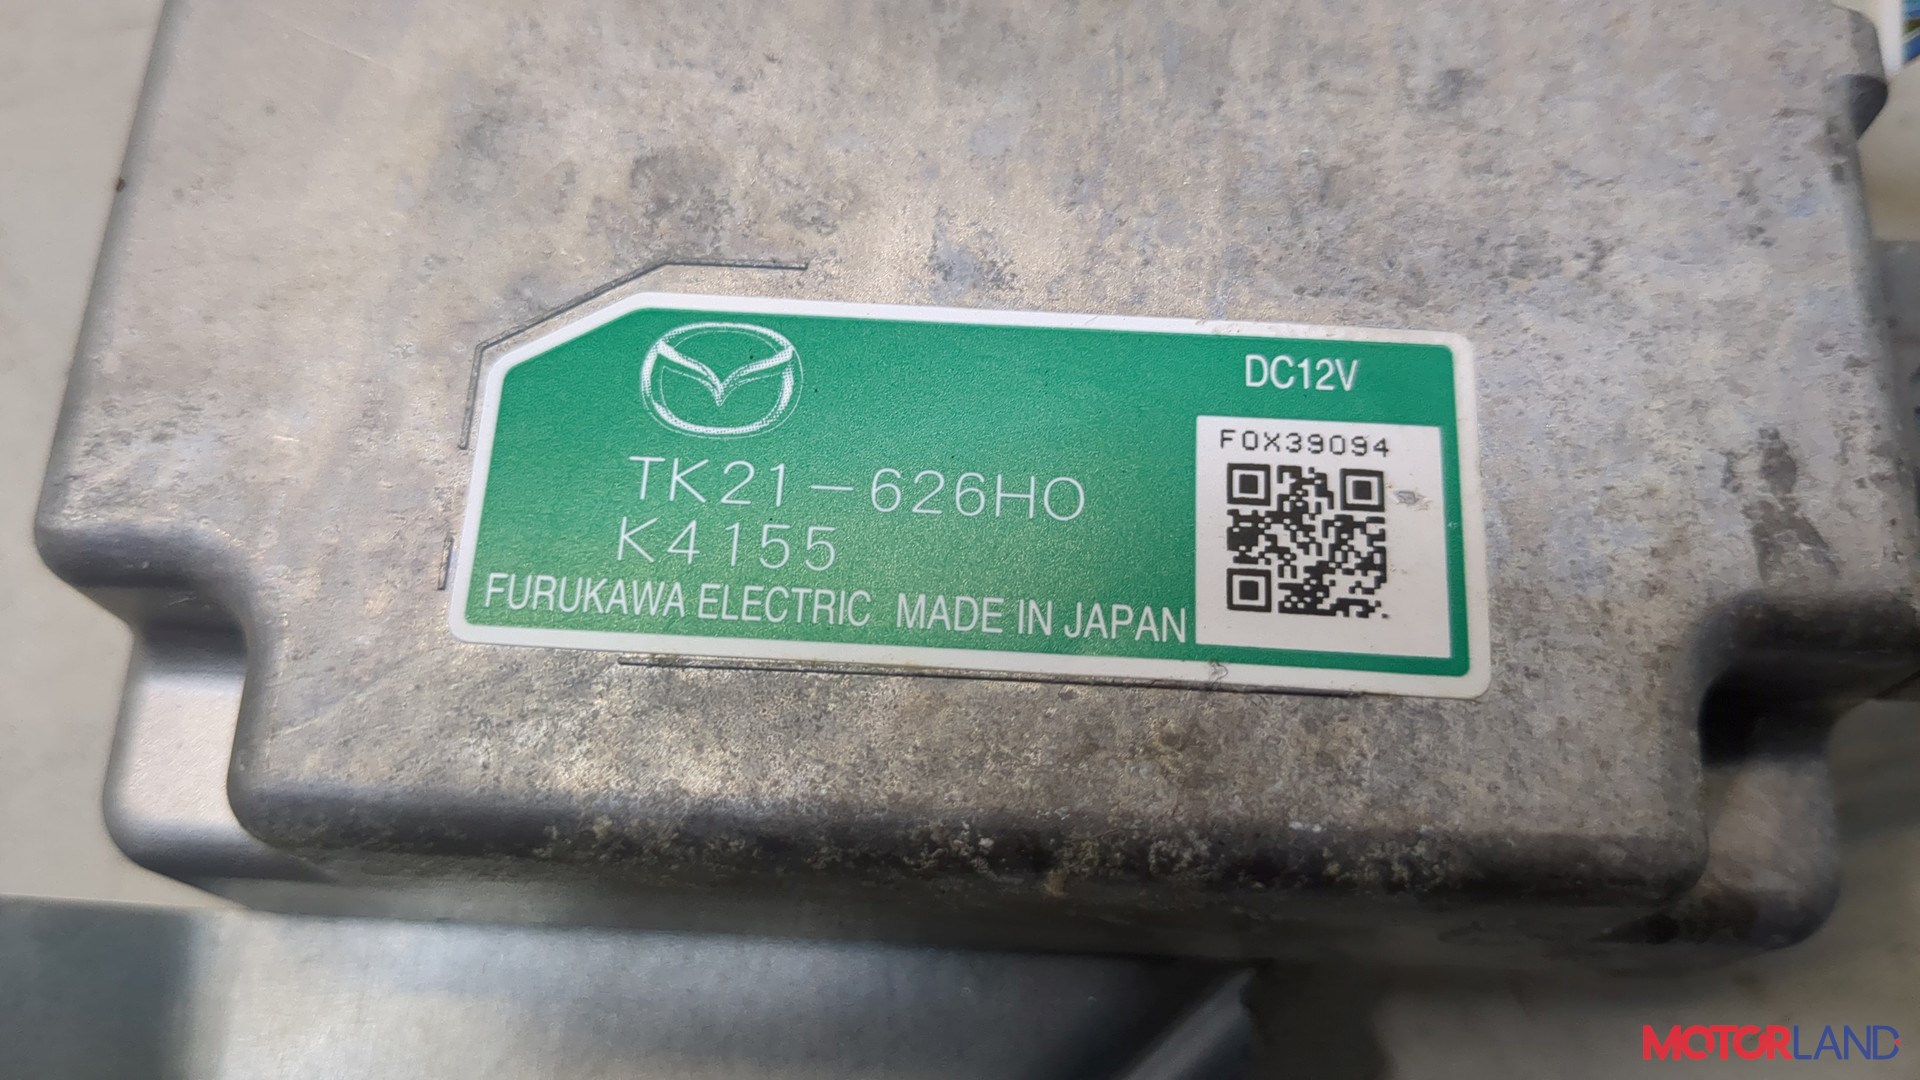 DC12V
F0X39094
TK21-626H0
K4155
FURUKAWA ELECTRIC MADE IN JAPAN
MOTORLAND